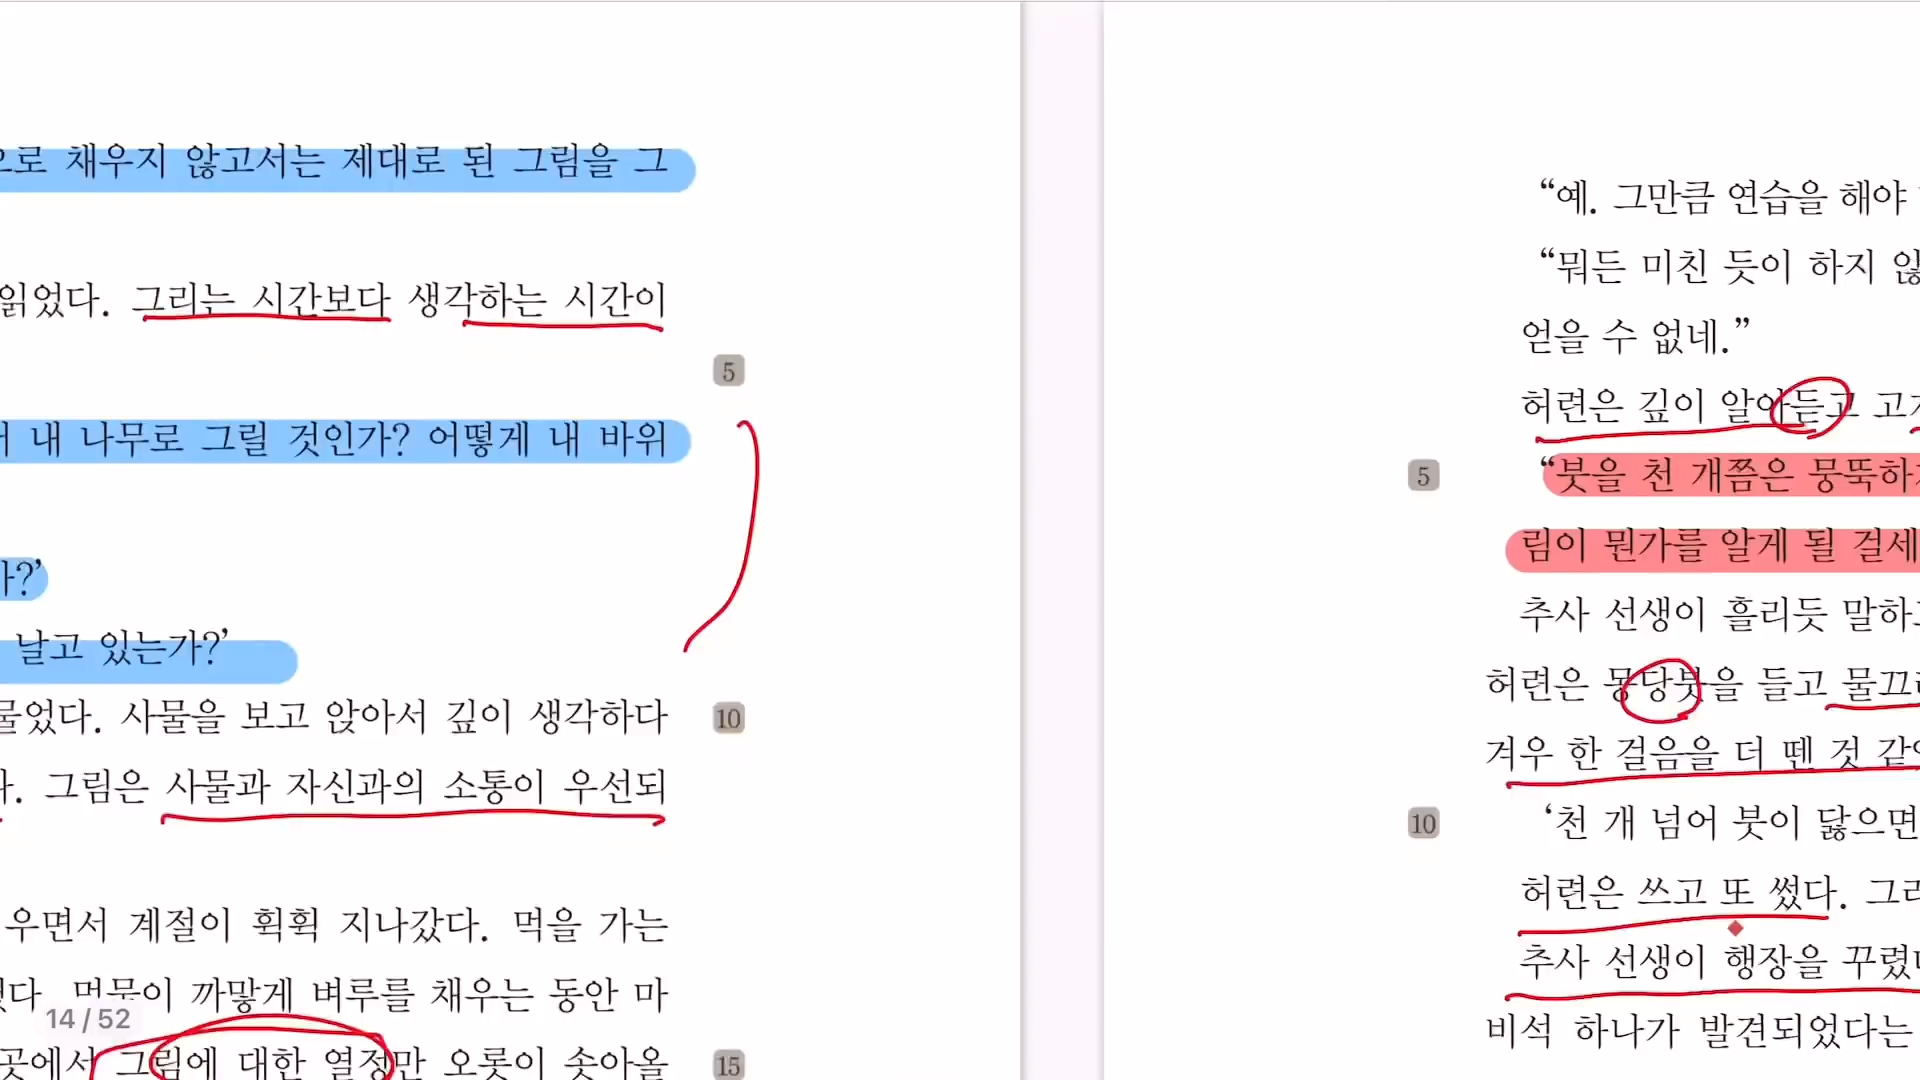 으로 채우지 않고서는 제대로 된 그림을 그
읽었다. 그리는 시간보다 생각하는 시간이
5
내 나무로 그릴 것인가? 어떻게 내 바위
가?’
날고 있는가?’
물었다. 사물을 보고 앉아서 깊이 생각하다
10
다. 그림은 사물과 자신과의 소통이 우선되
우면서 계절이 휙휙 지나갔다. 먹을 가는
먹물이 까맣게 벼루를 채우는 동안 마
14 / 52
곳에서 그림에 대한 열정만 오롯이 솟아올
15
“예. 그만큼 연습을 해야
“뭐든 미친 듯이 하지 않
얻을 수 없네.”
허련은 깊이 알아듣고 고개
5
“붓을 천 개쯤은 뭉뚝하
림이 뭔가를 알게 될 걸세
추사 선생이 흘리듯 말하고
허련은 몽당붓을 들고 물끄러
겨우 한 걸음을 더 뗀 것 같
10
‘천 개 넘어 붓이 닳으면
허련은 쓰고 또 썼다. 그
추사 선생이 행장을 꾸렸다
비석 하나가 발견되었다는